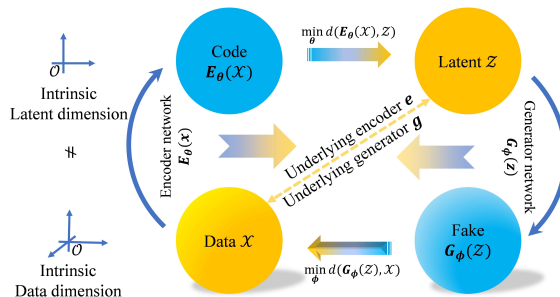 𝒪
Intrinsic
Latent dimension
≠
𝒪
Intrinsic
Data dimension
Encoder network
𝑬_𝜽(𝒙)
Code
𝑬_𝜽(𝒳)
min_𝜃 𝑑(𝑬_𝜽(𝒳), 𝒵)
Latent 𝒵
Underlying encoder 𝒆
Underlying generator 𝒈
Generator network
𝑮_𝝓(𝒛)
Data 𝒳
min_𝜙 𝑑(𝑮_𝝓(𝒵), 𝒳)
Fake
𝑮_𝝓(𝒵)